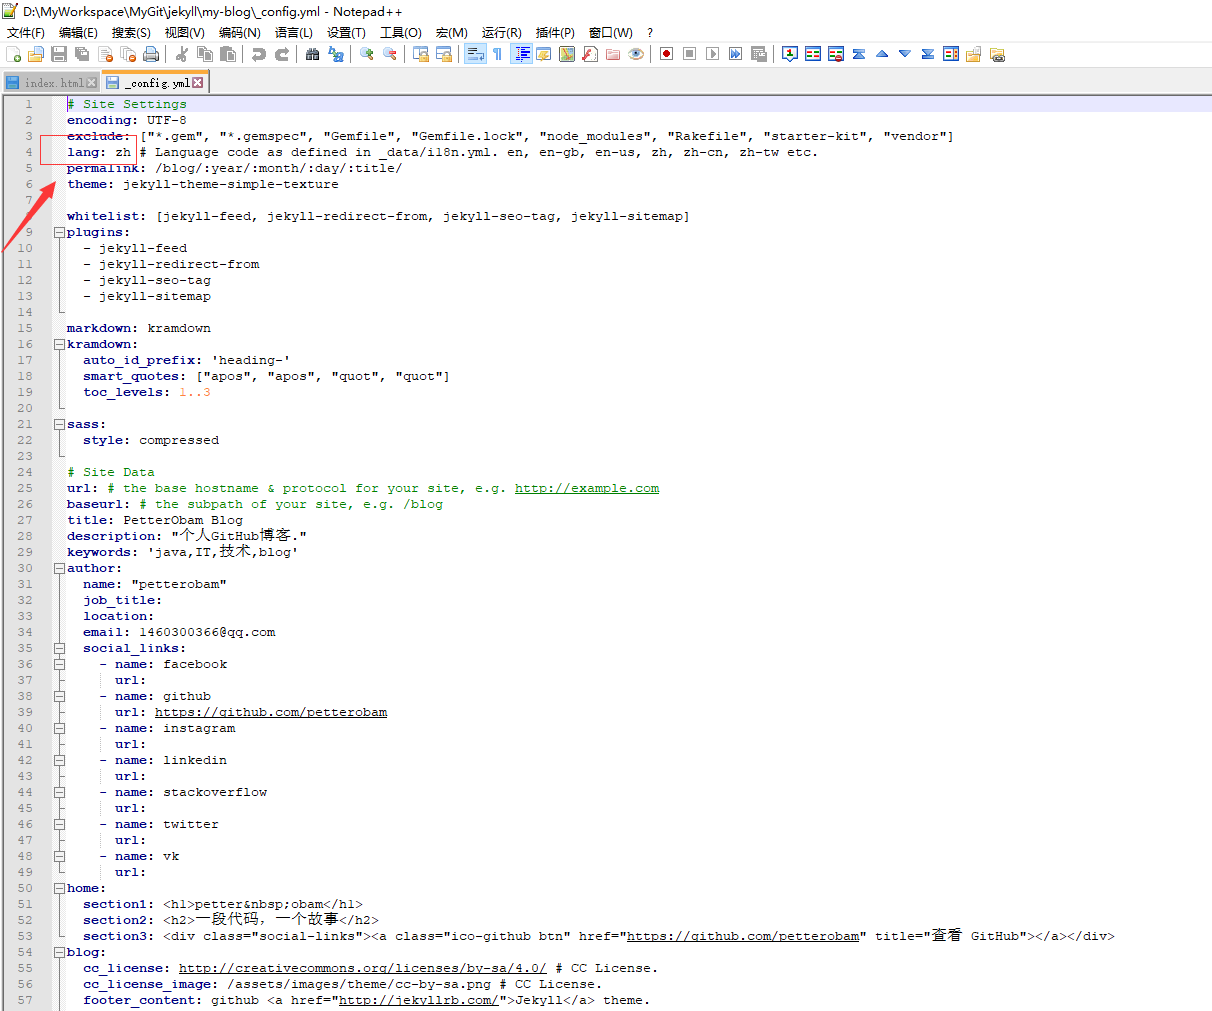 D:\MyWorkspace\MyGit\jekyll\my-blog\_config.yml - Notepad++
文件(F) 编辑(E) 搜索(S) 视图(V) 编码(N) 语言(L) 设置(T) 工具(O) 宏(M) 运行(R) 插件(P) 窗口(W) ?
index.html _config.yml
1 # Site Settings
2 encoding: UTF-8
3 exclude: ["*.gem", "*.gemspec", "Gemfile", "Gemfile.lock", "node_modules", "Rakefile", "starter-kit", "vendor"]
4 lang: zh # Language code as defined in _data/i18n.yml. en, en-gb, en-us, zh, zh-cn, zh-tw etc.
5 permalink: /blog/:year/:month/:day/:title/
6 theme: jekyll-theme-simple-texture
7
8 whitelist: [jekyll-feed, jekyll-redirect-from, jekyll-seo-tag, jekyll-sitemap]
9 plugins:
10 - jekyll-feed
11 - jekyll-redirect-from
12 - jekyll-seo-tag
13 - jekyll-sitemap
14
15 markdown: kramdown
16 kramdown:
17 auto_id_prefix: 'heading-'
18 smart_quotes: ["apos", "apos", "quot", "quot"]
19 toc_levels: 1..3
20
21 sass:
22 style: compressed
23
24 # Site Data
25 url: # the base hostname & protocol for your site, e.g. http://example.com
26 baseurl: # the subpath of your site, e.g. /blog
27 title: PetterObam Blog
28 description: "个人GitHub博客."
29 keywords: 'java,IT,技术,blog'
30 author:
31 name: "petterobam"
32 job_title:
33 location:
34 email: 1460300366@qq.com
35 social_links:
36 - name: facebook
37 url:
38 - name: github
39 url: https://github.com/petterobam
40 - name: instagram
41 url:
42 - name: linkedin
43 url:
44 - name: stackoverflow
45 url:
46 - name: twitter
47 url:
48 - name: vk
49 url:
50 home:
51 section1: <h1>petter&nbsp;obam</h1>
52 section2: <h2>一段代码，一个故事</h2>
53 section3: <div class="social-links"><a class="ico-github btn" href="https://github.com/petterobam" title="查看 GitHub"></a></div>
54 blog:
55 cc_license: http://creativecommons.org/licenses/by-sa/4.0/ # CC License.
56 cc_license_image: /assets/images/theme/cc-by-sa.png # CC License.
57 footer_content: github <a href="http://jekyllrb.com/">Jekyll</a> theme.